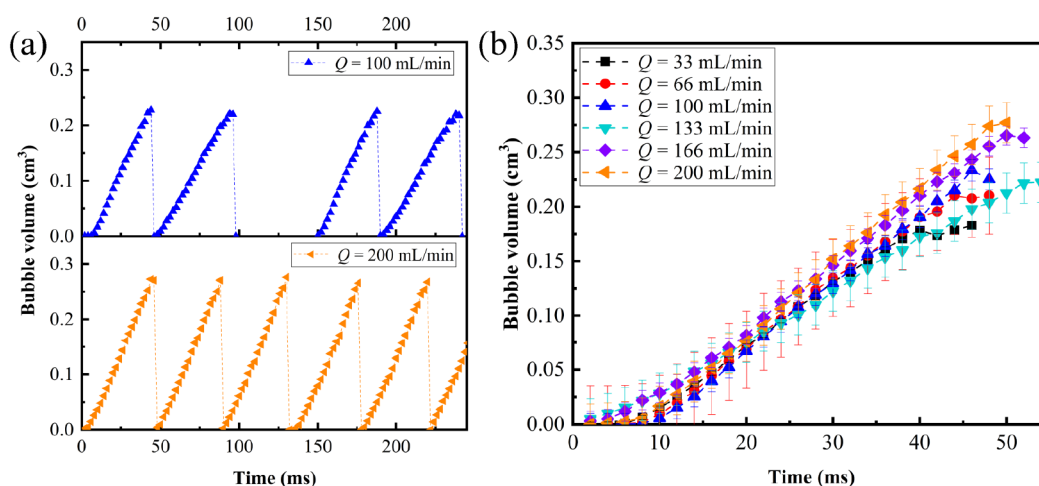 (a)
0 50 100 150 200
Q = 100 mL/min
0.3
0.2
0.1
0.0
Q = 200 mL/min
0.3
0.2
0.1
0.0
0 50 100 150 200
Bubble volume (cm³)
Time (ms)
(b)
0.35
0.30
0.25
0.20
0.15
0.10
0.05
0.00
Q = 33 mL/min
Q = 66 mL/min
Q = 100 mL/min
Q = 133 mL/min
Q = 166 mL/min
Q = 200 mL/min
0 10 20 30 40 50
Bubble volume (cm³)
Time (ms)